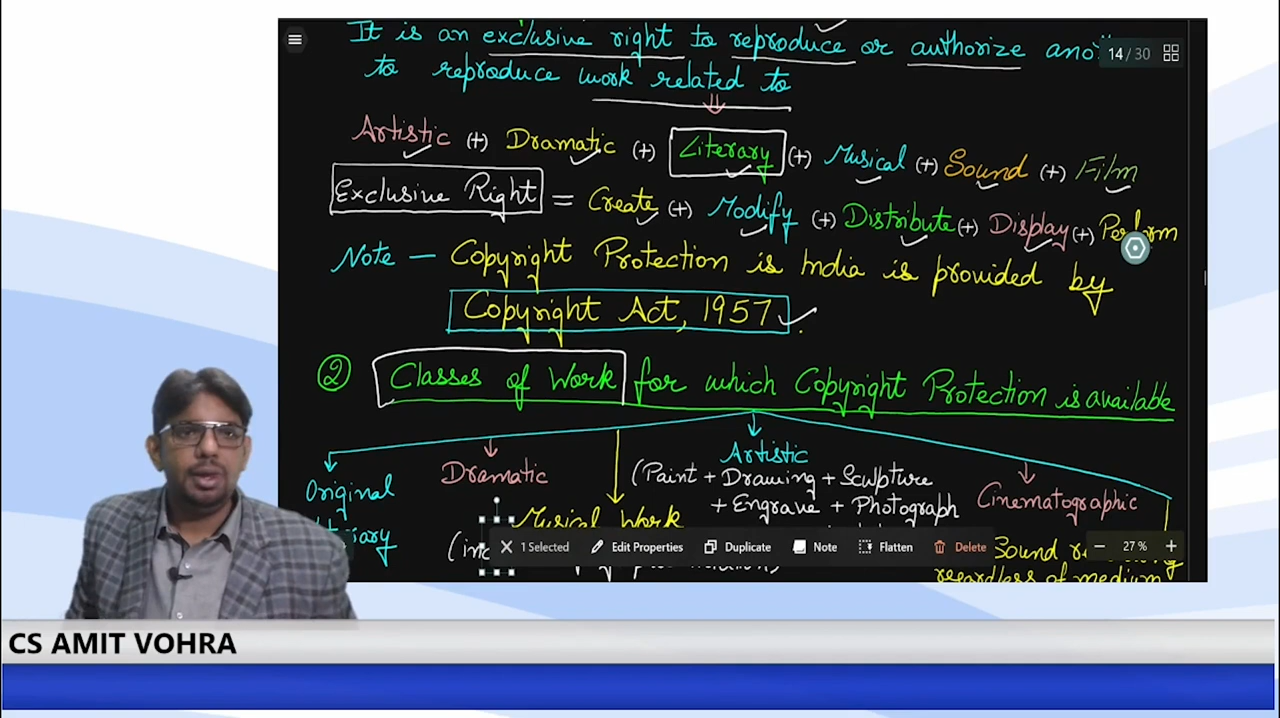 It is an exclusive right to reproduce or authorize
14/30
to reproduce work related to
Artistic (+) Dramatic (+) Literary (+) Musical (+) Sound (+) Film
Exclusive Right = Create (+) Modify (+) Distribute (+) Display (+) Perform
Note – Copyright Protection is India is provided by
Copyright Act, 1957
② Classes of Work for which Copyright Protection is available
Original
Dramatic
Musical Work
Artistic
(Paint + Drawing + Sculpture
+ Engrave + Photograph
Cinematographic
1 Selected Edit Properties Duplicate Note Flatten Delete 27 %
Sound
regardless of medium
CS AMIT VOHRA